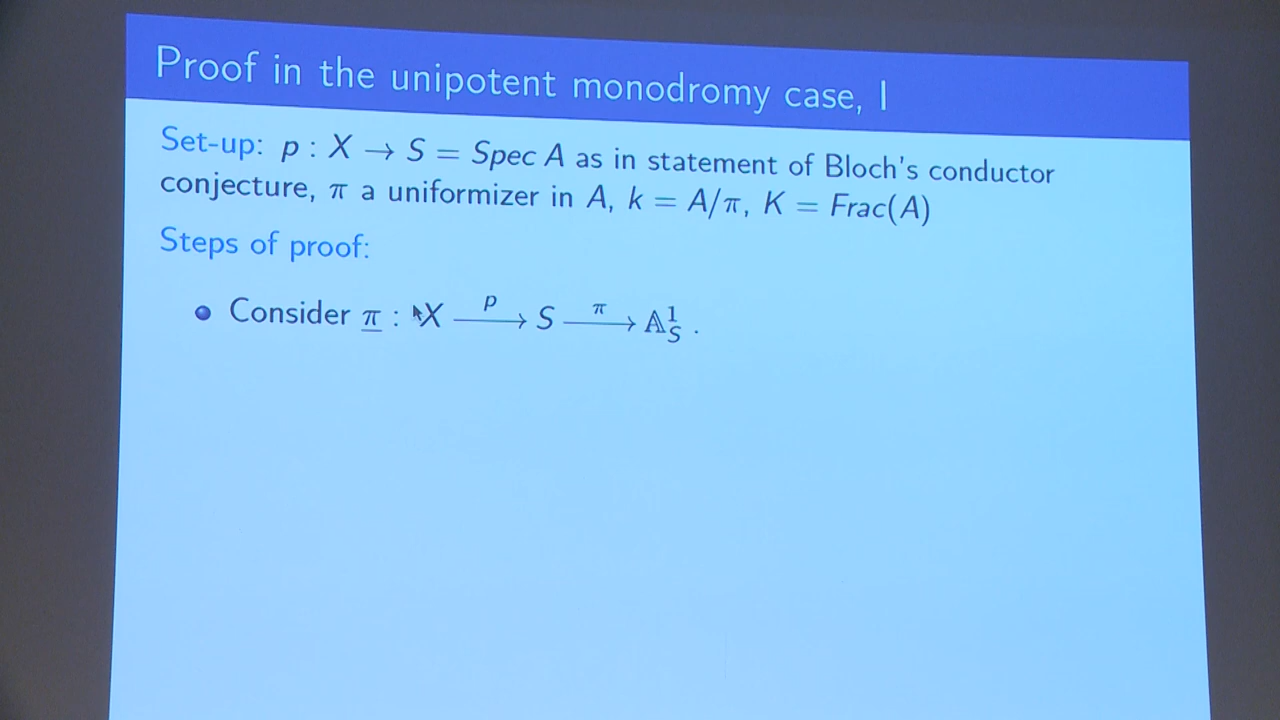 Proof in the unipotent monodromy case, I
Set-up: p : X → S = Spec A as in statement of Bloch's conductor
conjecture, π a uniformizer in A, k = A/π, K = Frac(A)
Steps of proof:
• Consider π̲ : X —p→ S —π→ 𝔸¹_S .